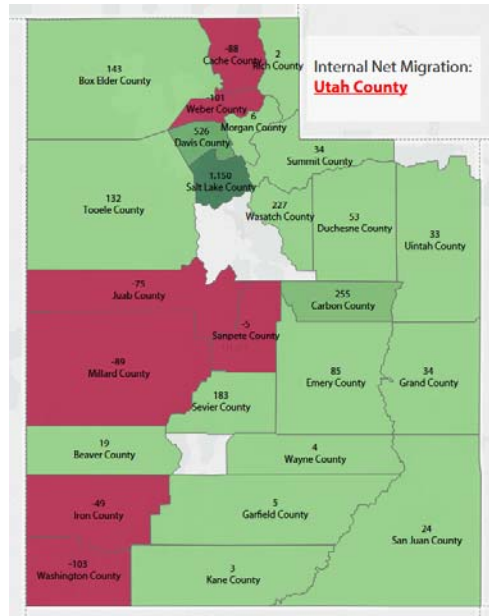 Internal Net Migration:
Utah County
-88
Cache County
2
Rich County
143
Box Elder County
-101
Weber County
6
Morgan County
526
Davis County
34
Summit County
1,150
Salt Lake County
132
Tooele County
227
Wasatch County
53
Duchesne County
33
Uintah County
-75
Juab County
255
Carbon County
-5
Sanpete County
-89
Millard County
85
Emery County
34
Grand County
183
Sevier County
19
Beaver County
4
Wayne County
-49
Iron County
5
Garfield County
24
San Juan County
-103
Washington County
3
Kane County